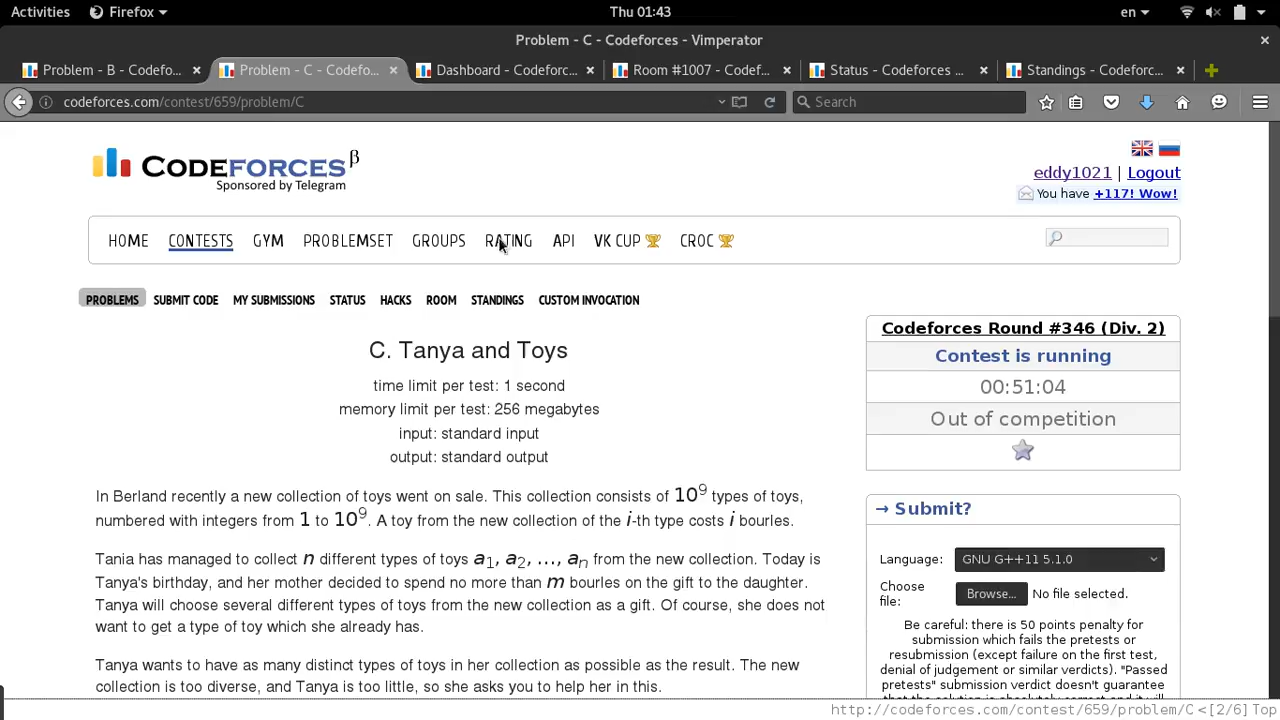 Activities Firefox Thu 01:43 en
Problem - C - Codeforces - Vimperator
Problem - B - Codefo... Problem - C - Codefo... Dashboard - Codeforc... Room #1007 - Codef... Status - Codeforces ... Standings - Codeforc...
codeforces.com/contest/659/problem/C Search
CODEFORCES β
Sponsored by Telegram
eddy1021 | Logout
You have +117! Wow!
HOME CONTESTS GYM PROBLEMSET GROUPS RATING API VK CUP CROC
PROBLEMS SUBMIT CODE MY SUBMISSIONS STATUS HACKS ROOM STANDINGS CUSTOM INVOCATION
C. Tanya and Toys
time limit per test: 1 second
memory limit per test: 256 megabytes
input: standard input
output: standard output
In Berland recently a new collection of toys went on sale. This collection consists of 10^9 types of toys,
numbered with integers from 1 to 10^9. A toy from the new collection of the i-th type costs i bourles.
Tania has managed to collect n different types of toys a1, a2, ..., an from the new collection. Today is
Tanya's birthday, and her mother decided to spend no more than m bourles on the gift to the daughter.
Tanya will choose several different types of toys from the new collection as a gift. Of course, she does not
want to get a type of toy which she already has.
Tanya wants to have as many distinct types of toys in her collection as possible as the result. The new
collection is too diverse, and Tanya is too little, so she asks you to help her in this.
Codeforces Round #346 (Div. 2)
Contest is running
00:51:04
Out of competition
→ Submit?
Language: GNU G++11 5.1.0
Choose
file: Browse... No file selected.
Be careful: there is 50 points penalty for
submission which fails the pretests or
resubmission (except failure on the first test,
denial of judgement or similar verdicts). "Passed
pretests" submission verdict doesn't guarantee
that the solution is absolutely correct and it will
http://codeforces.com/contest/659/problem/C <[2/6] Top